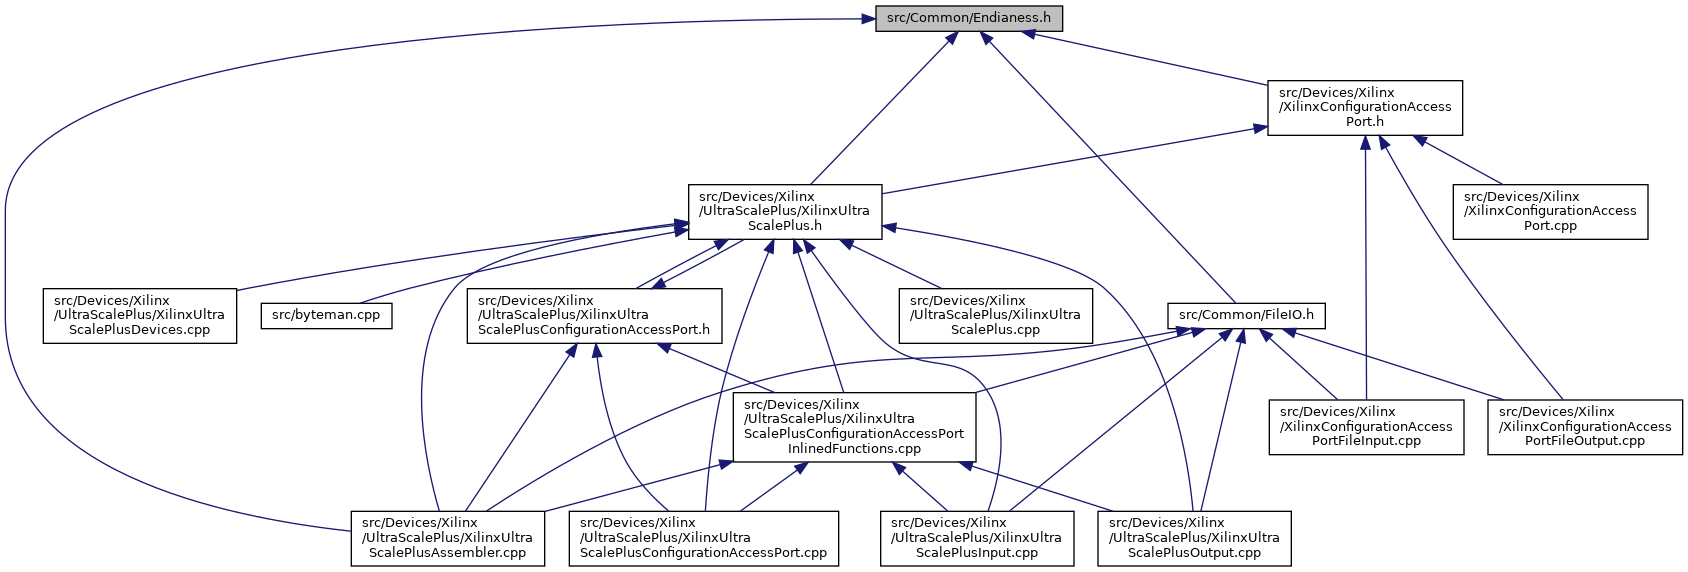 src/Common/Endianess.h
src/Devices/Xilinx
/XilinxConfigurationAccess
Port.h
src/Devices/Xilinx
/UltraScalePlus/XilinxUltra
ScalePlus.h
src/Devices/Xilinx
/XilinxConfigurationAccess
Port.cpp
src/Devices/Xilinx
/UltraScalePlus/XilinxUltra
ScalePlusDevices.cpp
src/byteman.cpp
src/Devices/Xilinx
/UltraScalePlus/XilinxUltra
ScalePlusConfigurationAccessPort.h
src/Devices/Xilinx
/UltraScalePlus/XilinxUltra
ScalePlus.cpp
src/Common/FileIO.h
src/Devices/Xilinx
/UltraScalePlus/XilinxUltra
ScalePlusConfigurationAccessPort
InlinedFunctions.cpp
src/Devices/Xilinx
/XilinxConfigurationAccess
PortFileInput.cpp
src/Devices/Xilinx
/XilinxConfigurationAccess
PortFileOutput.cpp
src/Devices/Xilinx
/UltraScalePlus/XilinxUltra
ScalePlusAssembler.cpp
src/Devices/Xilinx
/UltraScalePlus/XilinxUltra
ScalePlusConfigurationAccessPort.cpp
src/Devices/Xilinx
/UltraScalePlus/XilinxUltra
ScalePlusInput.cpp
src/Devices/Xilinx
/UltraScalePlus/XilinxUltra
ScalePlusOutput.cpp